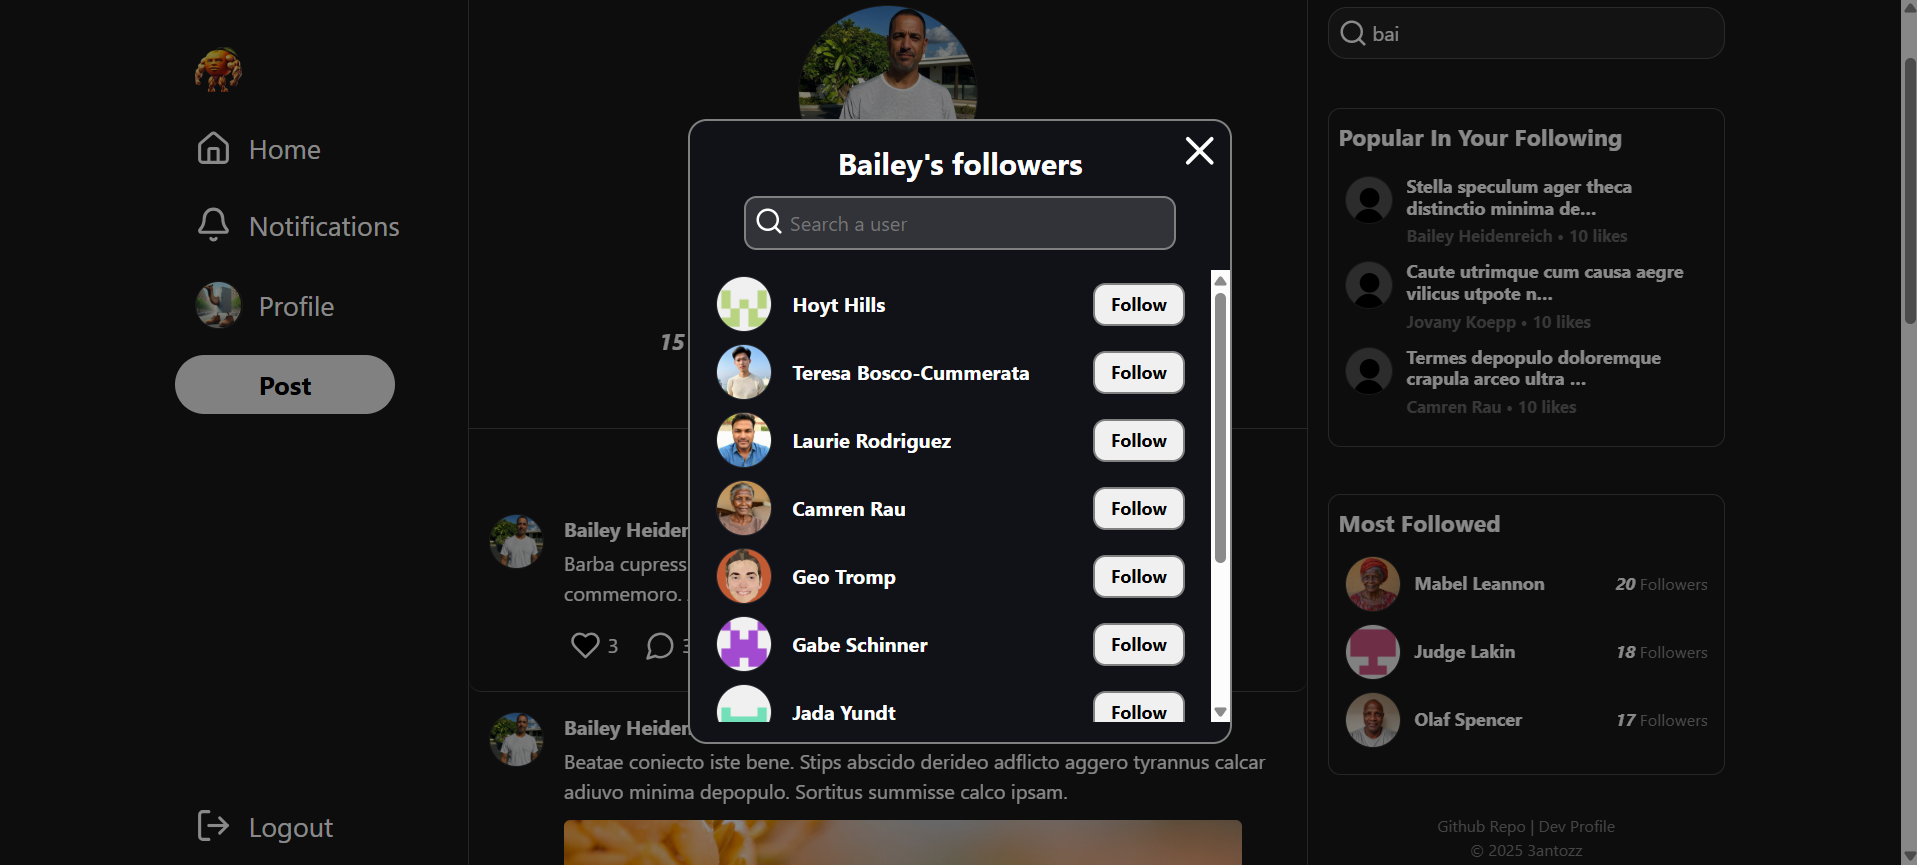 Home
Notifications
Profile
Post
Logout
15
Bailey Heiden
Barba cupress
commemoro.
3
3
Bailey Heiden
Beatae coniecto iste bene. Stips abscido derideo adflicto aggero tyrannus calcar
adiuvo minima depopulo. Sortitus summisse calco ipsam.
Bailey's followers
Search a user
Hoyt Hills Follow
Teresa Bosco-Cummerata Follow
Laurie Rodriguez Follow
Camren Rau Follow
Geo Tromp Follow
Gabe Schinner Follow
Jada Yundt Follow
bai
Popular In Your Following
Stella speculum ager theca
distinctio minima de...
Bailey Heidenreich • 10 likes
Caute utrimque cum causa aegre
vilicus utpote n...
Jovany Koepp • 10 likes
Termes depopulo doloremque
crapula arceo ultra ...
Camren Rau • 10 likes
Most Followed
Mabel Leannon 20 Followers
Judge Lakin 18 Followers
Olaf Spencer 17 Followers
Github Repo | Dev Profile
© 2025 3antozz